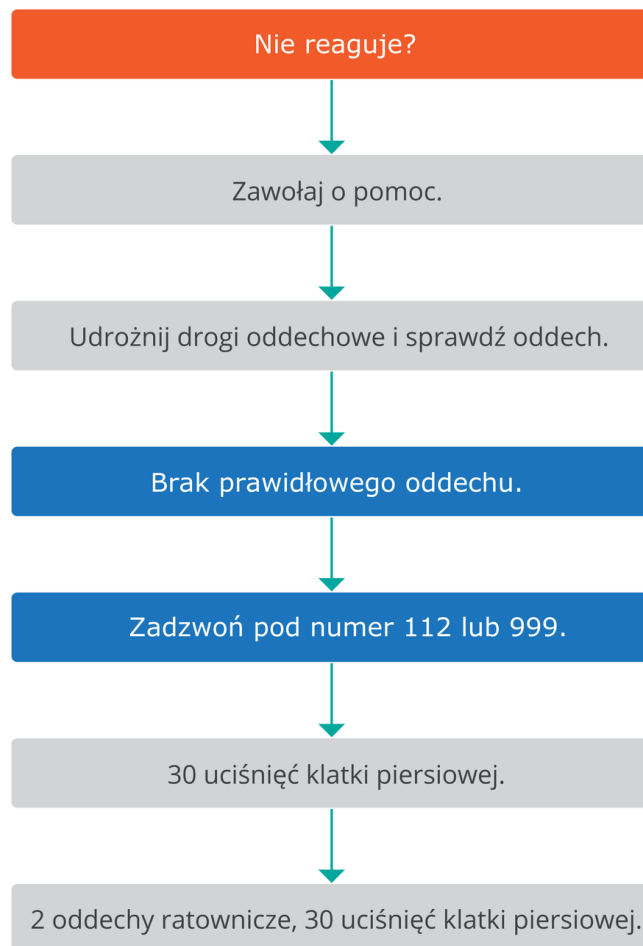 Nie reaguje?
Zawołaj o pomoc.
Udrożnij drogi oddechowe i sprawdź oddech.
Brak prawidłowego oddechu.
Zadzwoń pod numer 112 lub 999.
30 uciśnięć klatki piersiowej.
2 oddechy ratownicze, 30 uciśnięć klatki piersiowej.